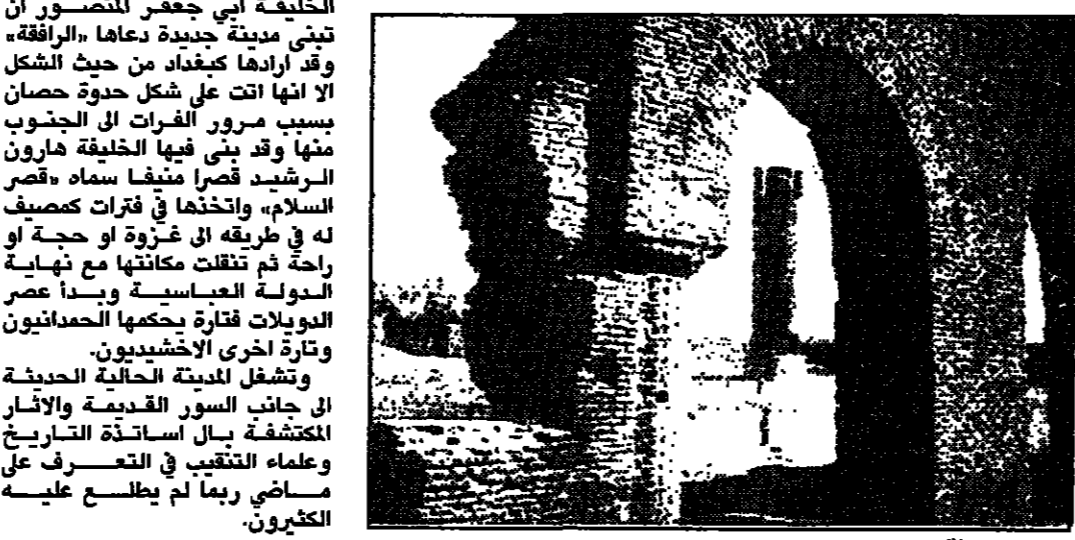 الخليفة ابي جعفر المنصور ان
تبنى مدينة جديدة دعاها «الرافقة»
وقد ارادها كبغداد من حيث الشكل
الا انها اتت على شكل حدوة حصان
بسبب مرور الفرات الى الجنوب
منها وقد بنى فيها الخليفة هارون
الرشيد قصرا منيفا سماه «قصر
السلام» واتخذها في فترات كمصيف
له في طريقه الى غزوة او حجة او
راحة ثم تنقلت مكانتها مع نهاية
الدولة العباسية وبدأ عصر
الدويلات فتارة يحكمها الحمدانيون
وتارة اخرى الاخشيديون.
وتشغل المدينة الحالية الحديثة
الى جانب السور القديمة والاثار
المكتشفة بال اساتذة التاريخ
وعلماء التنقيب في التعرف على
ماضي ربما لم يطلع عليه
الكثيرون.